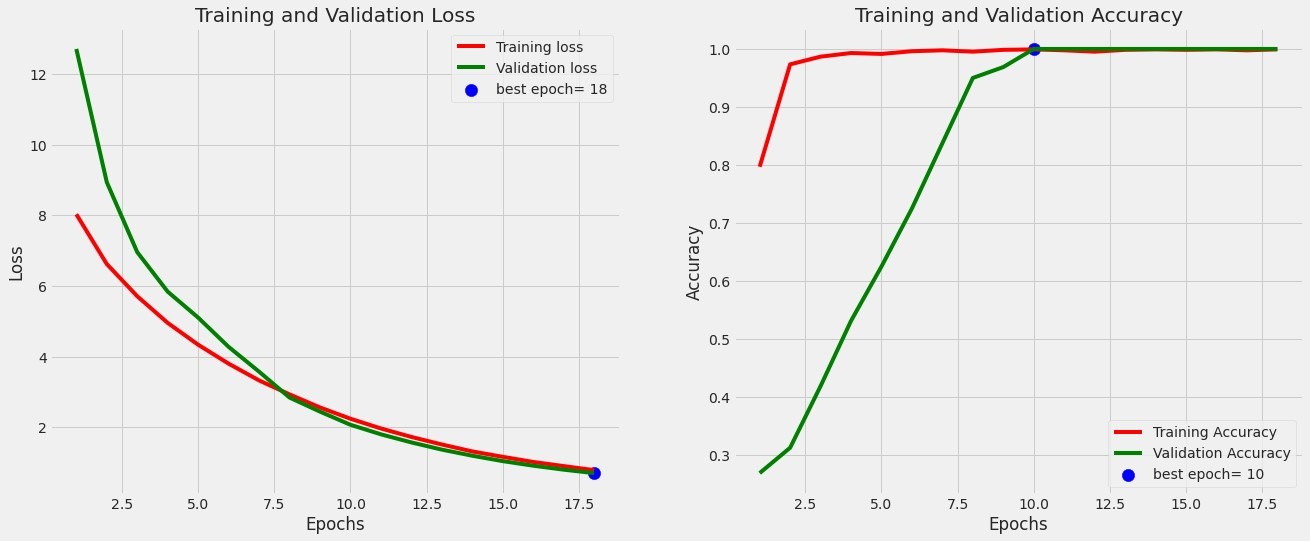 Training and Validation Loss
Training loss
Validation loss
best epoch= 18
12
10
8
6
4
2
Loss
2.5 5.0 7.5 10.0 12.5 15.0 17.5
Epochs
Training and Validation Accuracy
1.0
0.9
0.8
0.7
0.6
0.5
0.4
0.3
Accuracy
Training Accuracy
Validation Accuracy
best epoch= 10
2.5 5.0 7.5 10.0 12.5 15.0 17.5
Epochs